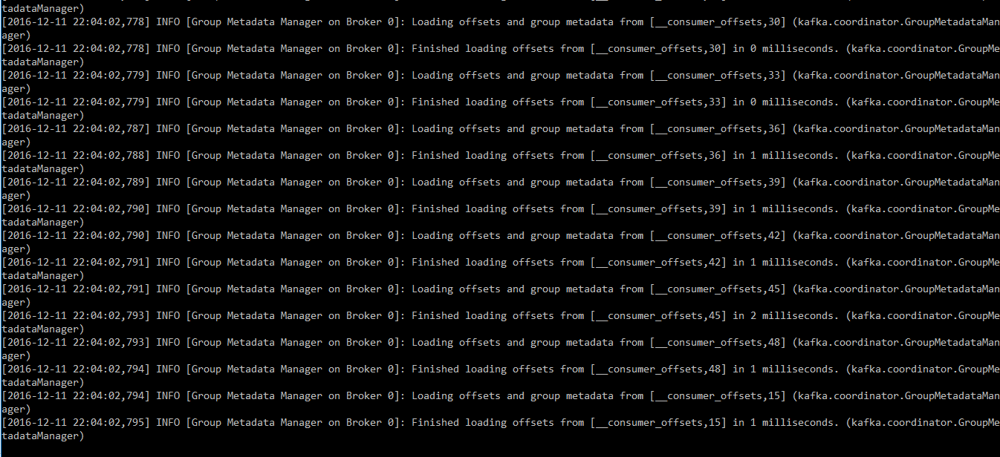 tadataManager)
[2016-12-11 22:04:02,778] INFO [Group Metadata Manager on Broker 0]: Loading offsets and group metadata from [__consumer_offsets,30] (kafka.coordinator.GroupMetadataMan
ager)
[2016-12-11 22:04:02,778] INFO [Group Metadata Manager on Broker 0]: Finished loading offsets from [__consumer_offsets,30] in 0 milliseconds. (kafka.coordinator.GroupMe
tadataManager)
[2016-12-11 22:04:02,779] INFO [Group Metadata Manager on Broker 0]: Loading offsets and group metadata from [__consumer_offsets,33] (kafka.coordinator.GroupMetadataMan
ager)
[2016-12-11 22:04:02,779] INFO [Group Metadata Manager on Broker 0]: Finished loading offsets from [__consumer_offsets,33] in 0 milliseconds. (kafka.coordinator.GroupMe
tadataManager)
[2016-12-11 22:04:02,787] INFO [Group Metadata Manager on Broker 0]: Loading offsets and group metadata from [__consumer_offsets,36] (kafka.coordinator.GroupMetadataMan
ager)
[2016-12-11 22:04:02,788] INFO [Group Metadata Manager on Broker 0]: Finished loading offsets from [__consumer_offsets,36] in 1 milliseconds. (kafka.coordinator.GroupMe
tadataManager)
[2016-12-11 22:04:02,789] INFO [Group Metadata Manager on Broker 0]: Loading offsets and group metadata from [__consumer_offsets,39] (kafka.coordinator.GroupMetadataMan
ager)
[2016-12-11 22:04:02,790] INFO [Group Metadata Manager on Broker 0]: Finished loading offsets from [__consumer_offsets,39] in 1 milliseconds. (kafka.coordinator.GroupMe
tadataManager)
[2016-12-11 22:04:02,790] INFO [Group Metadata Manager on Broker 0]: Loading offsets and group metadata from [__consumer_offsets,42] (kafka.coordinator.GroupMetadataMan
ager)
[2016-12-11 22:04:02,791] INFO [Group Metadata Manager on Broker 0]: Finished loading offsets from [__consumer_offsets,42] in 1 milliseconds. (kafka.coordinator.GroupMe
tadataManager)
[2016-12-11 22:04:02,791] INFO [Group Metadata Manager on Broker 0]: Loading offsets and group metadata from [__consumer_offsets,45] (kafka.coordinator.GroupMetadataMan
ager)
[2016-12-11 22:04:02,793] INFO [Group Metadata Manager on Broker 0]: Finished loading offsets from [__consumer_offsets,45] in 2 milliseconds. (kafka.coordinator.GroupMe
tadataManager)
[2016-12-11 22:04:02,793] INFO [Group Metadata Manager on Broker 0]: Loading offsets and group metadata from [__consumer_offsets,48] (kafka.coordinator.GroupMetadataMan
ager)
[2016-12-11 22:04:02,794] INFO [Group Metadata Manager on Broker 0]: Finished loading offsets from [__consumer_offsets,48] in 1 milliseconds. (kafka.coordinator.GroupMe
tadataManager)
[2016-12-11 22:04:02,794] INFO [Group Metadata Manager on Broker 0]: Loading offsets and group metadata from [__consumer_offsets,15] (kafka.coordinator.GroupMetadataMan
ager)
[2016-12-11 22:04:02,795] INFO [Group Metadata Manager on Broker 0]: Finished loading offsets from [__consumer_offsets,15] in 1 milliseconds. (kafka.coordinator.GroupMe
tadataManager)